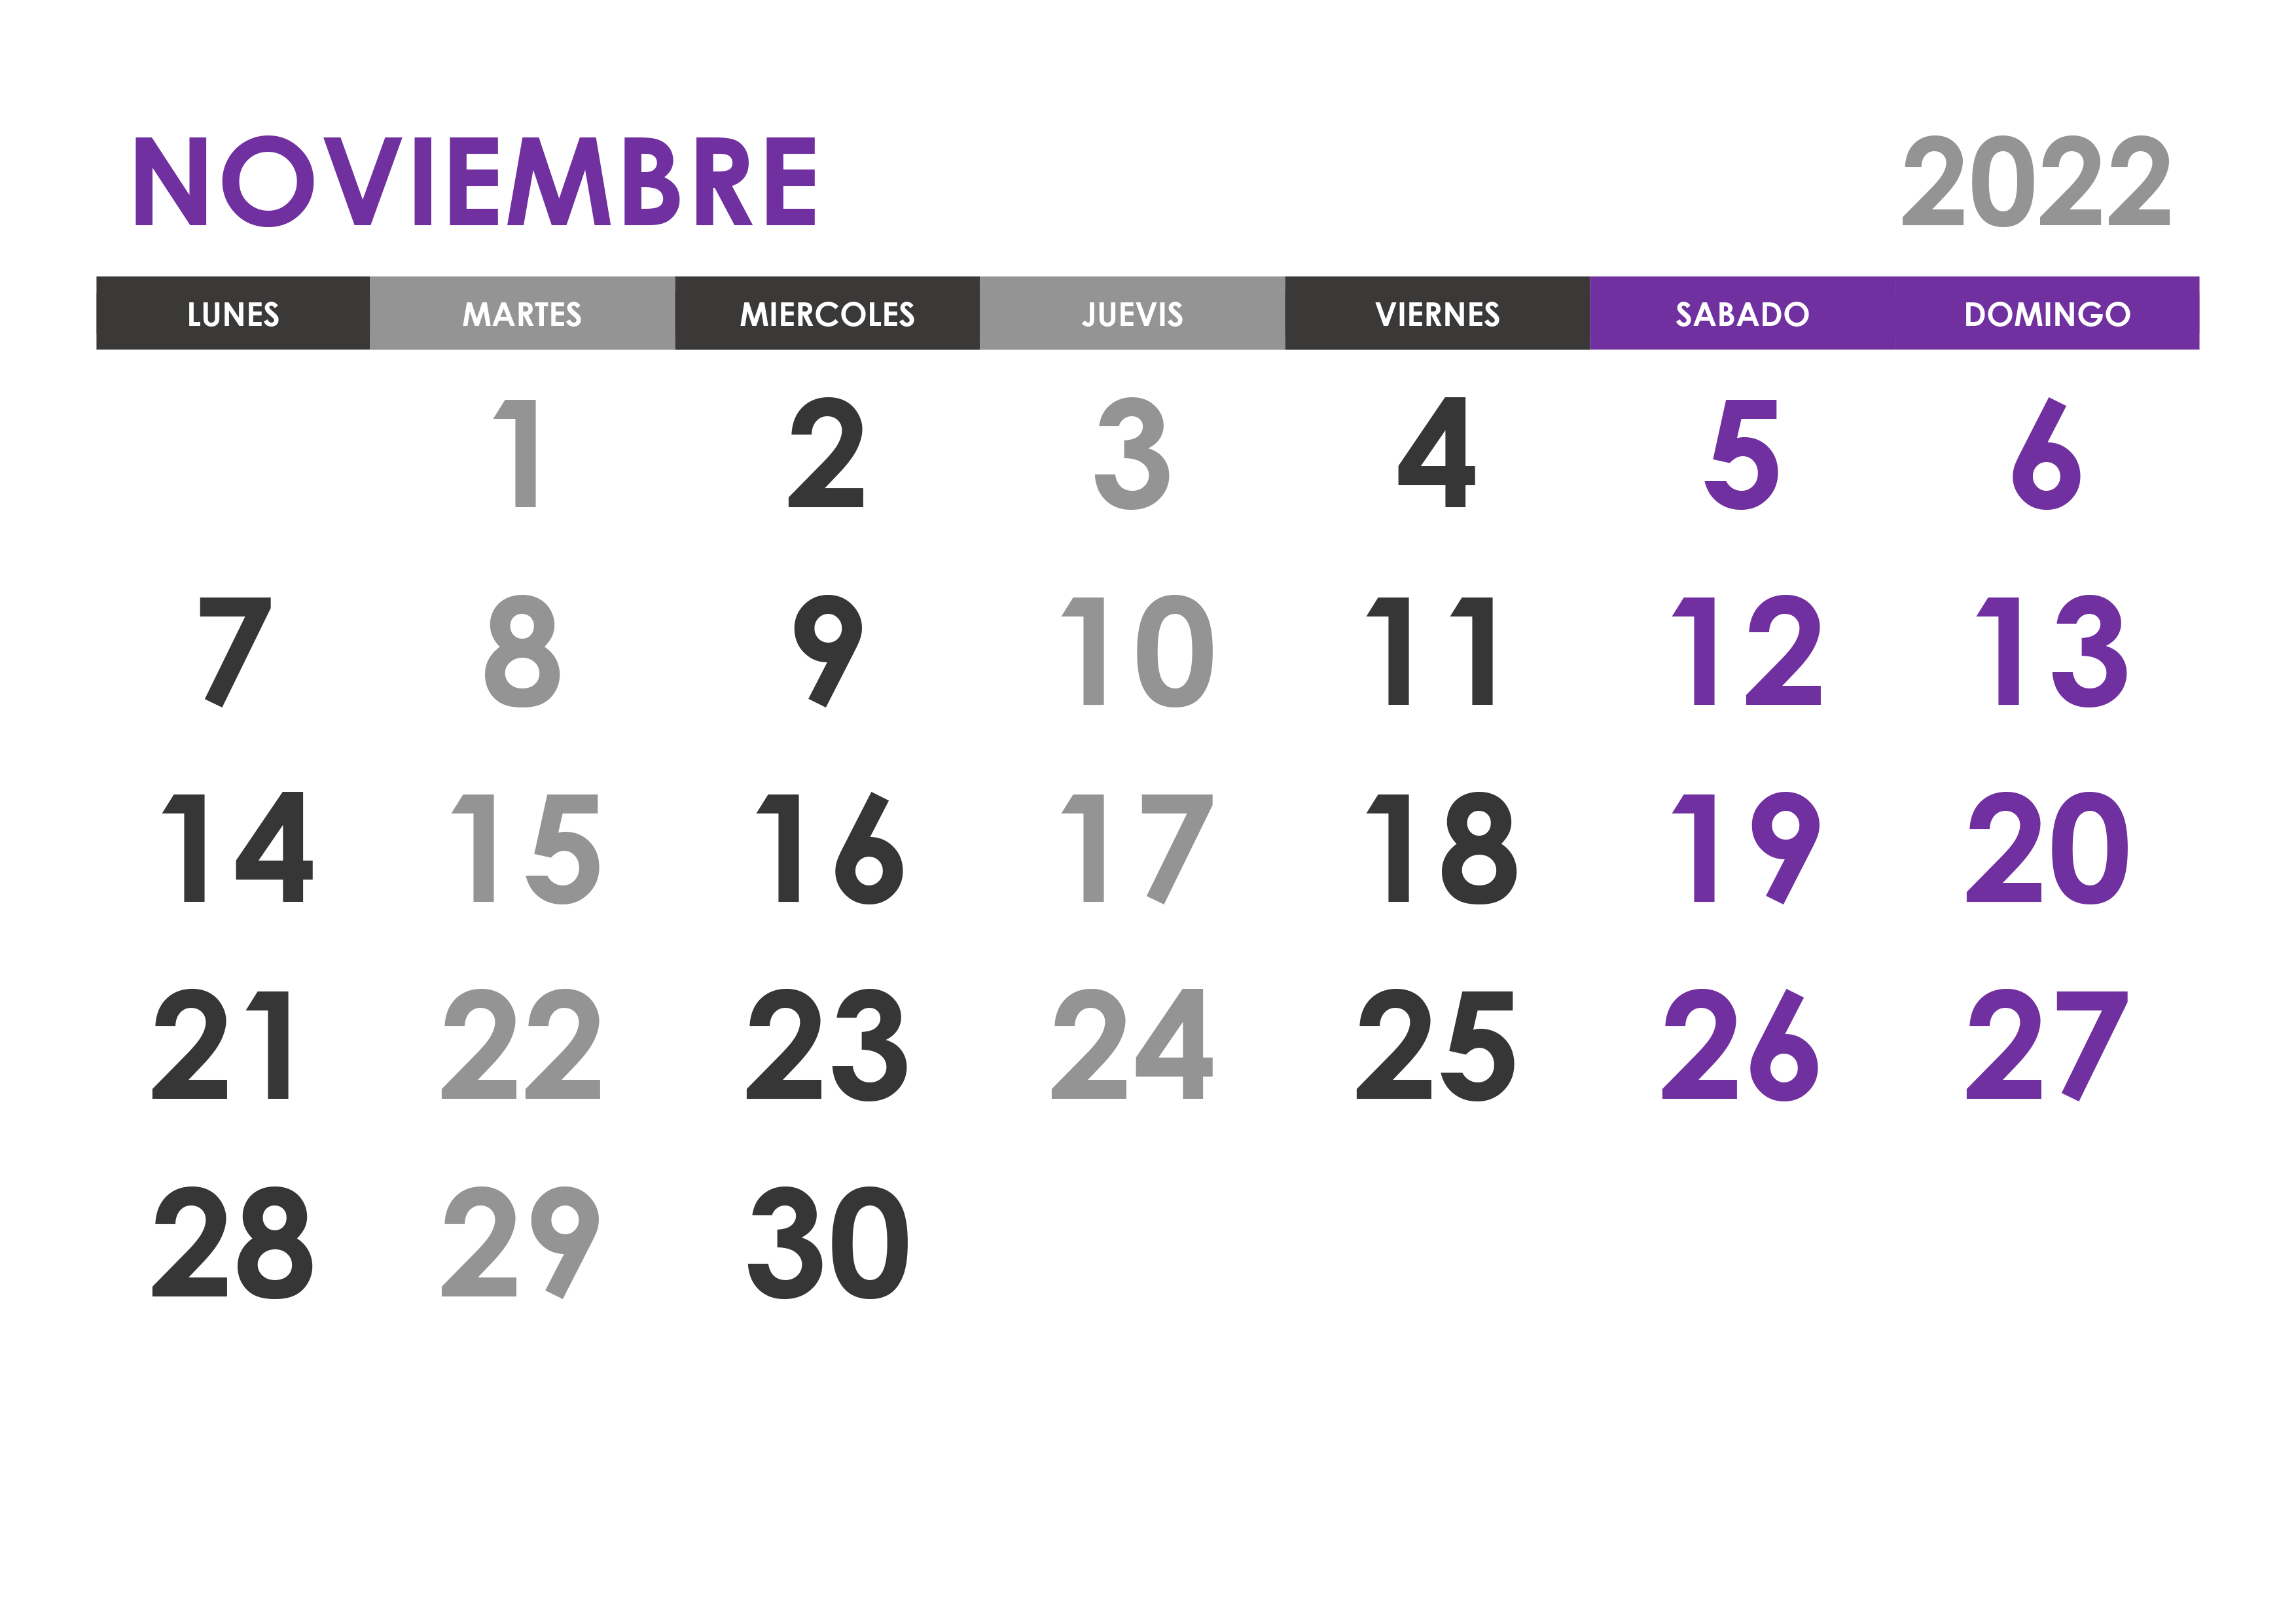 NOVIEMBRE 2022
LUNES MARTES MIERCOLES JUEVIS VIERNES SABADO DOMINGO
1 2 3 4 5 6
7 8 9 10 11 12 13
14 15 16 17 18 19 20
21 22 23 24 25 26 27
28 29 30